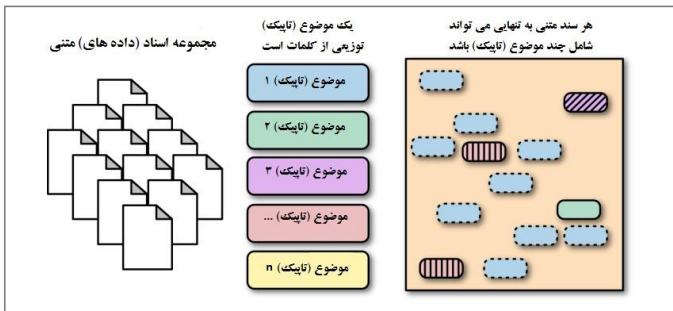 مجموعه اسناد (داده های) متنی
یک موضوع (تاپیک)
توزیعی از کلمات است
هر سند متنی به تنهایی می تواند
شامل چند موضوع (تاپیک) باشد
موضوع (تاپیک) ۱
موضوع (تاپیک) ۲
موضوع (تاپیک) ۳
موضوع (تاپیک) ...
موضوع (تاپیک) n